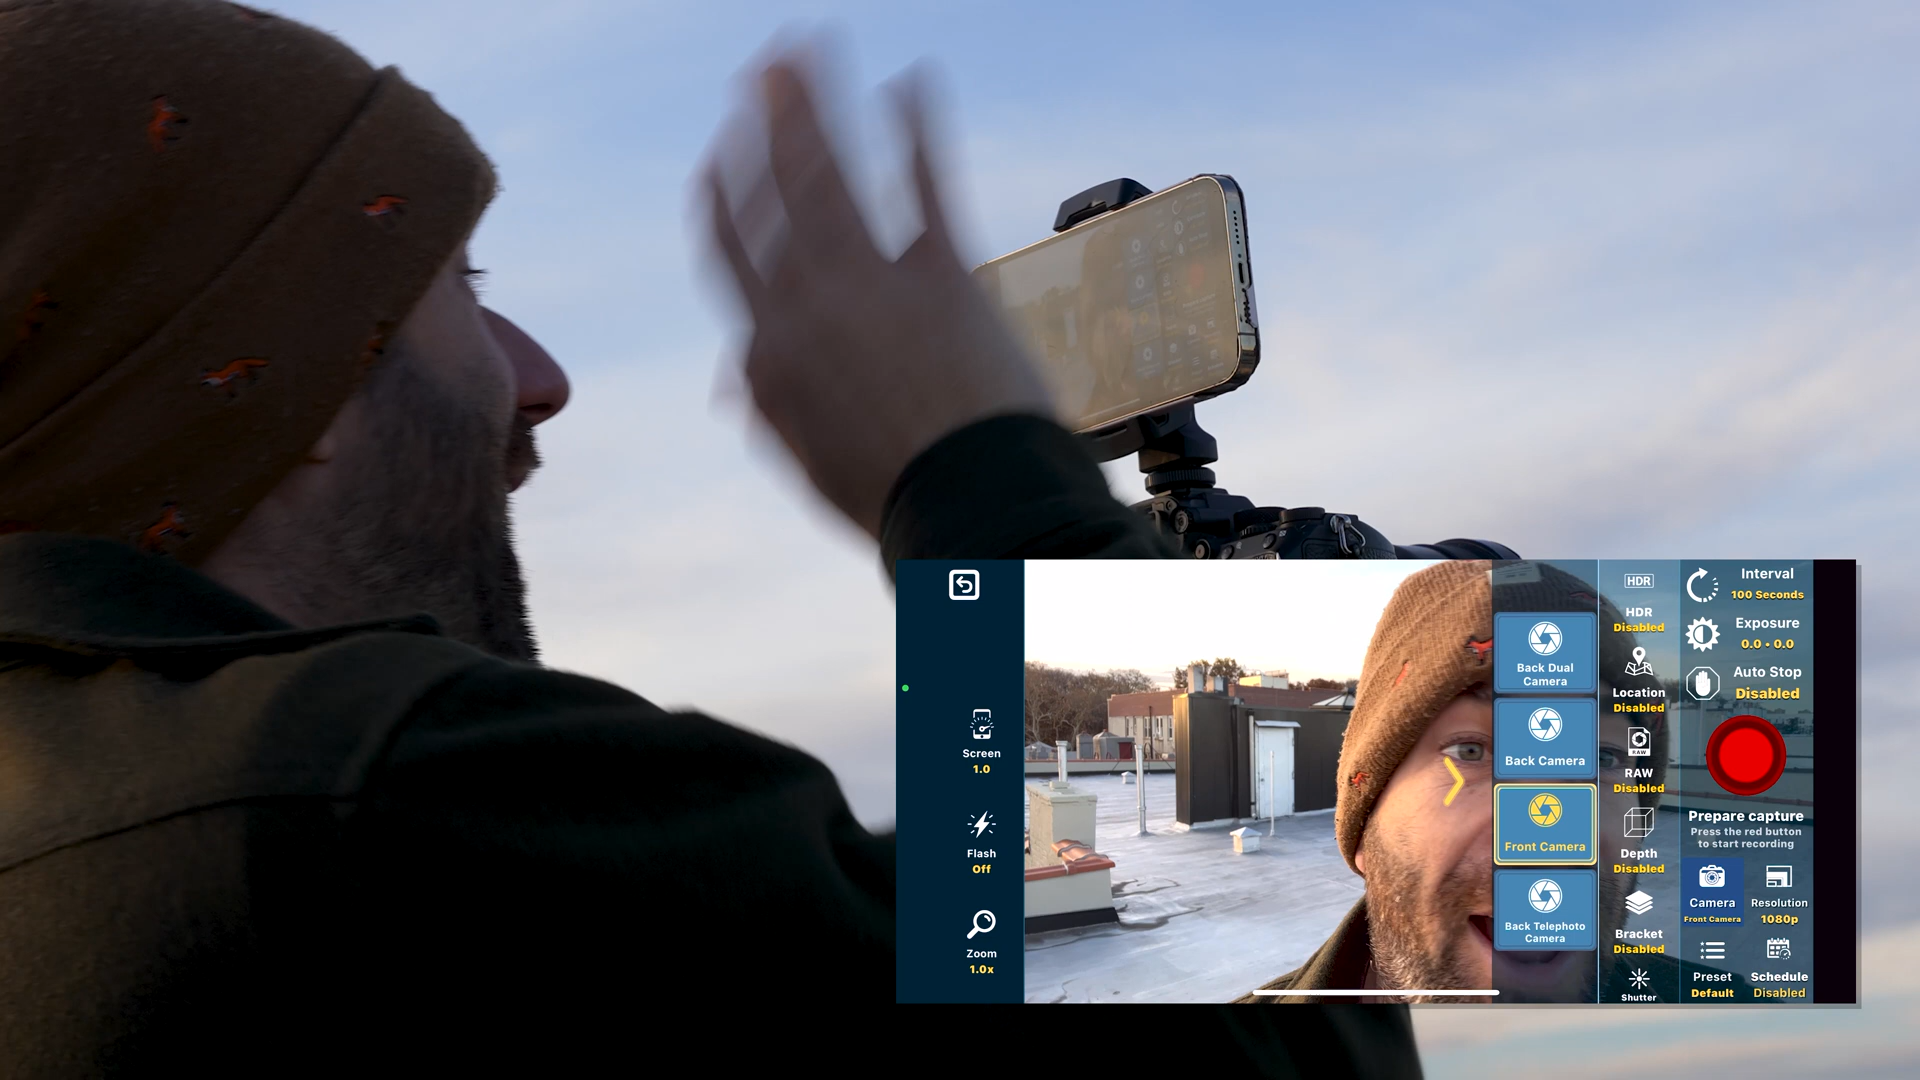 Screen
1.0
Flash
Off
Zoom
1.0x
Back Dual
Camera
Back Camera
Front Camera
Back Telephoto
Camera
HDR
HDR
Disabled
Location
Disabled
RAW
RAW
Disabled
Depth
Disabled
Bracket
Disabled
Shutter
Interval
100 Seconds
Exposure
0.0 • 0.0
Auto Stop
Disabled
Prepare capture
Press the red button
to start recording
Camera
Front Camera
Resolution
1080p
Preset
Default
Schedule
Disabled